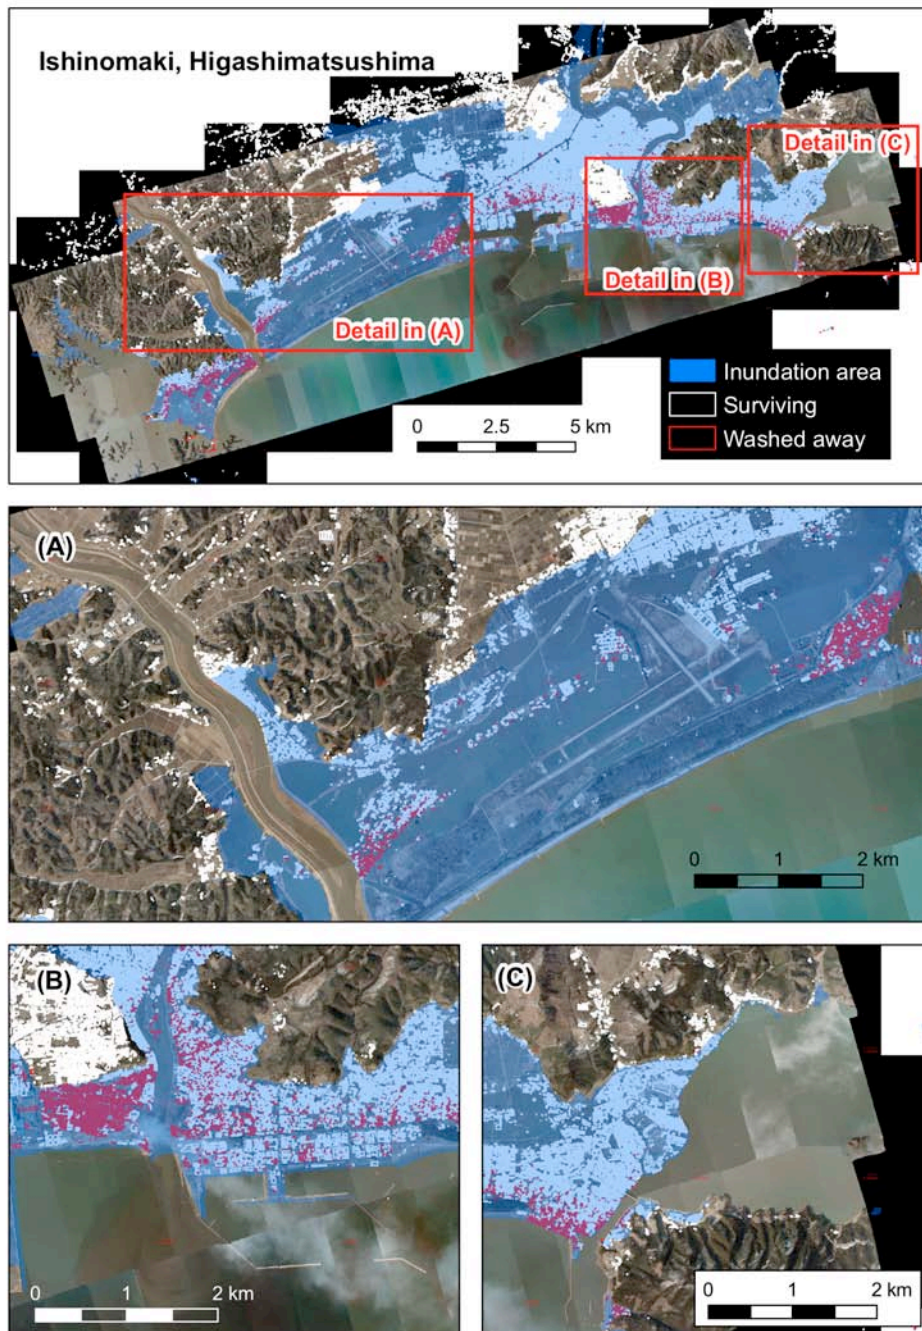 Ishinomaki, Higashimatsushima
Detail in (C)
Detail in (B)
Detail in (A)
Inundation area
Surviving
Washed away
0 2.5 5 km
(A)
0 1 2 km
(B)
0 1 2 km
(C)
0 1 2 km